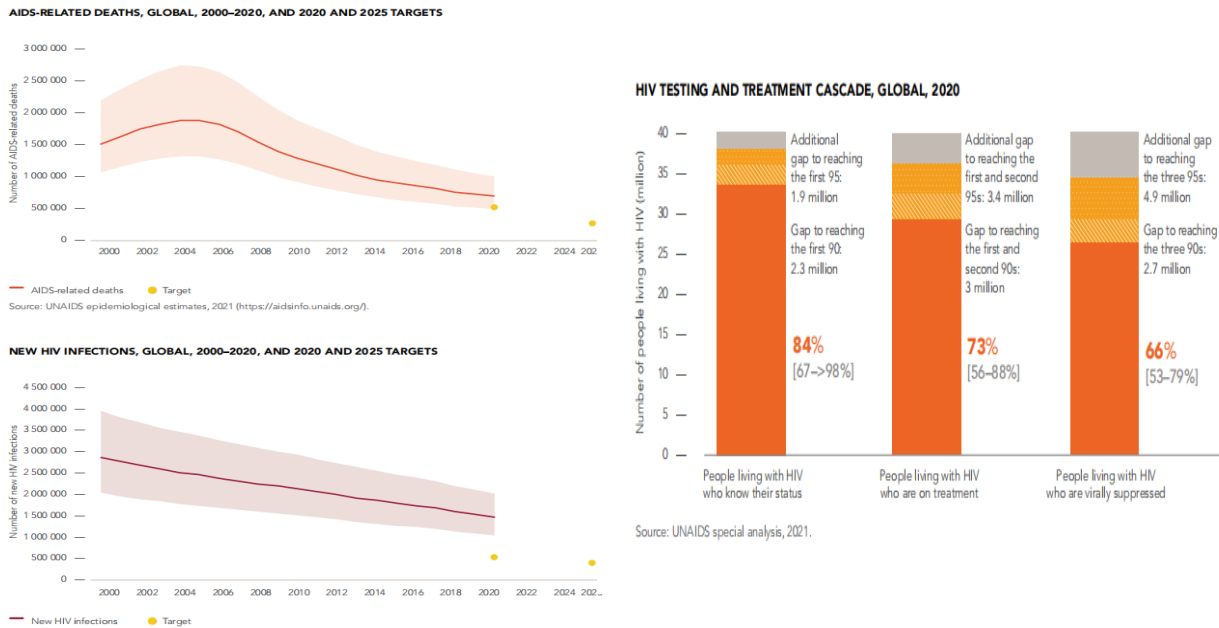 AIDS-RELATED DEATHS, GLOBAL, 2000–2020, AND 2020 AND 2025 TARGETS
Number of AIDS-related deaths
3 000 000
2 500 000
2 000 000
1 500 000
1 000 000
500 000
0
2000 2002 2004 2006 2008 2010 2012 2014 2016 2018 2020 2022 2024 202
AIDS-related deaths Target
Source: UNAIDS epidemiological estimates, 2021 (https://aidsinfo.unaids.org/).
NEW HIV INFECTIONS, GLOBAL, 2000–2020, AND 2020 AND 2025 TARGETS
Number of new HIV infections
4 500 000
4 000 000
3 500 000
3 000 000
2 500 000
2 000 000
1 500 000
1 000 000
500 000
0
2000 2002 2004 2006 2008 2010 2012 2014 2016 2018 2020 2022 2024 202...
New HIV infections Target
HIV TESTING AND TREATMENT CASCADE, GLOBAL, 2020
Number of people living with HIV (million)
40
35
30
25
20
15
10
5
0
Additional
gap to reaching
the first 95:
1.9 million
Gap to reaching
the first 90:
2.3 million
84%
[67–>98%]
People living with HIV
who know their status
Additional gap
to reaching the
first and second
95s: 3.4 million
Gap to reaching
the first and
second 90s:
3 million
73%
[56–88%]
People living with HIV
who are on treatment
Additional gap
to reaching
the three 95s:
4.9 million
Gap to reaching
the three 90s:
2.7 million
66%
[53–79%]
People living with HIV
who are virally suppressed
Source: UNAIDS special analysis, 2021.